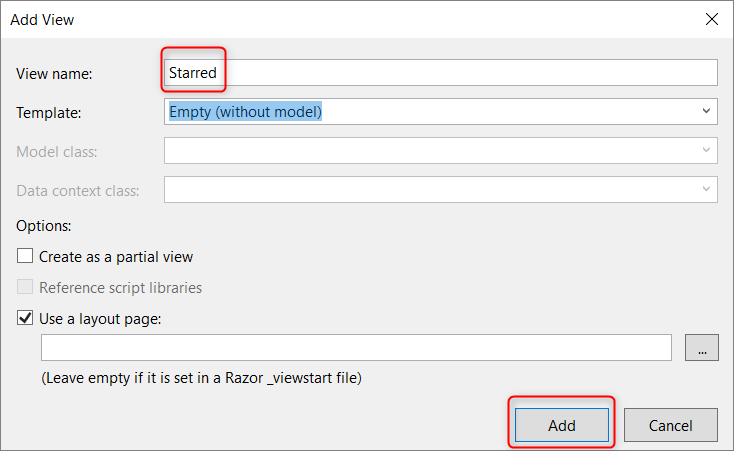 Add View
View name: Starred
Template: Empty (without model)
Model class:
Data context class:
Options:
Create as a partial view
Reference script libraries
Use a layout page:
...
(Leave empty if it is set in a Razor _viewstart file)
Add Cancel